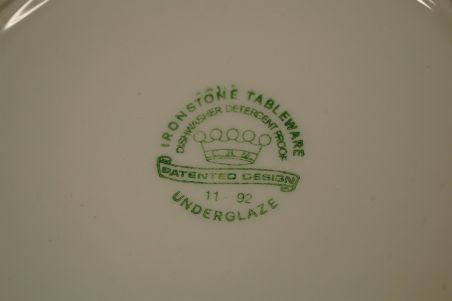 IRONSTONE TABLEWARE
DISHWASHER DETERGENT PROOF
PATENTED DESIGN
11 - 92
UNDERGLAZE